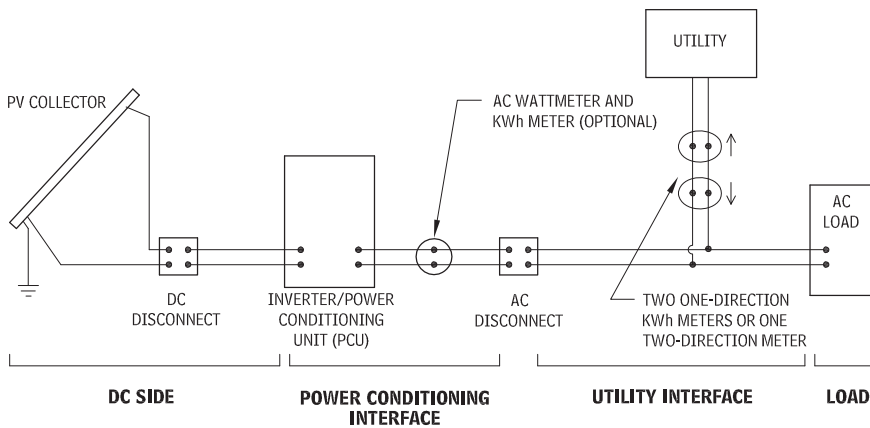 UTILITY
PV COLLECTOR
AC WATTMETER AND
KWh METER (OPTIONAL)
AC
LOAD
DC
DISCONNECT
INVERTER/POWER
CONDITIONING
UNIT (PCU)
AC
DISCONNECT
TWO ONE-DIRECTION
KWh METERS OR ONE
TWO-DIRECTION METER
DC SIDE
POWER CONDITIONING
INTERFACE
UTILITY INTERFACE
LOAD